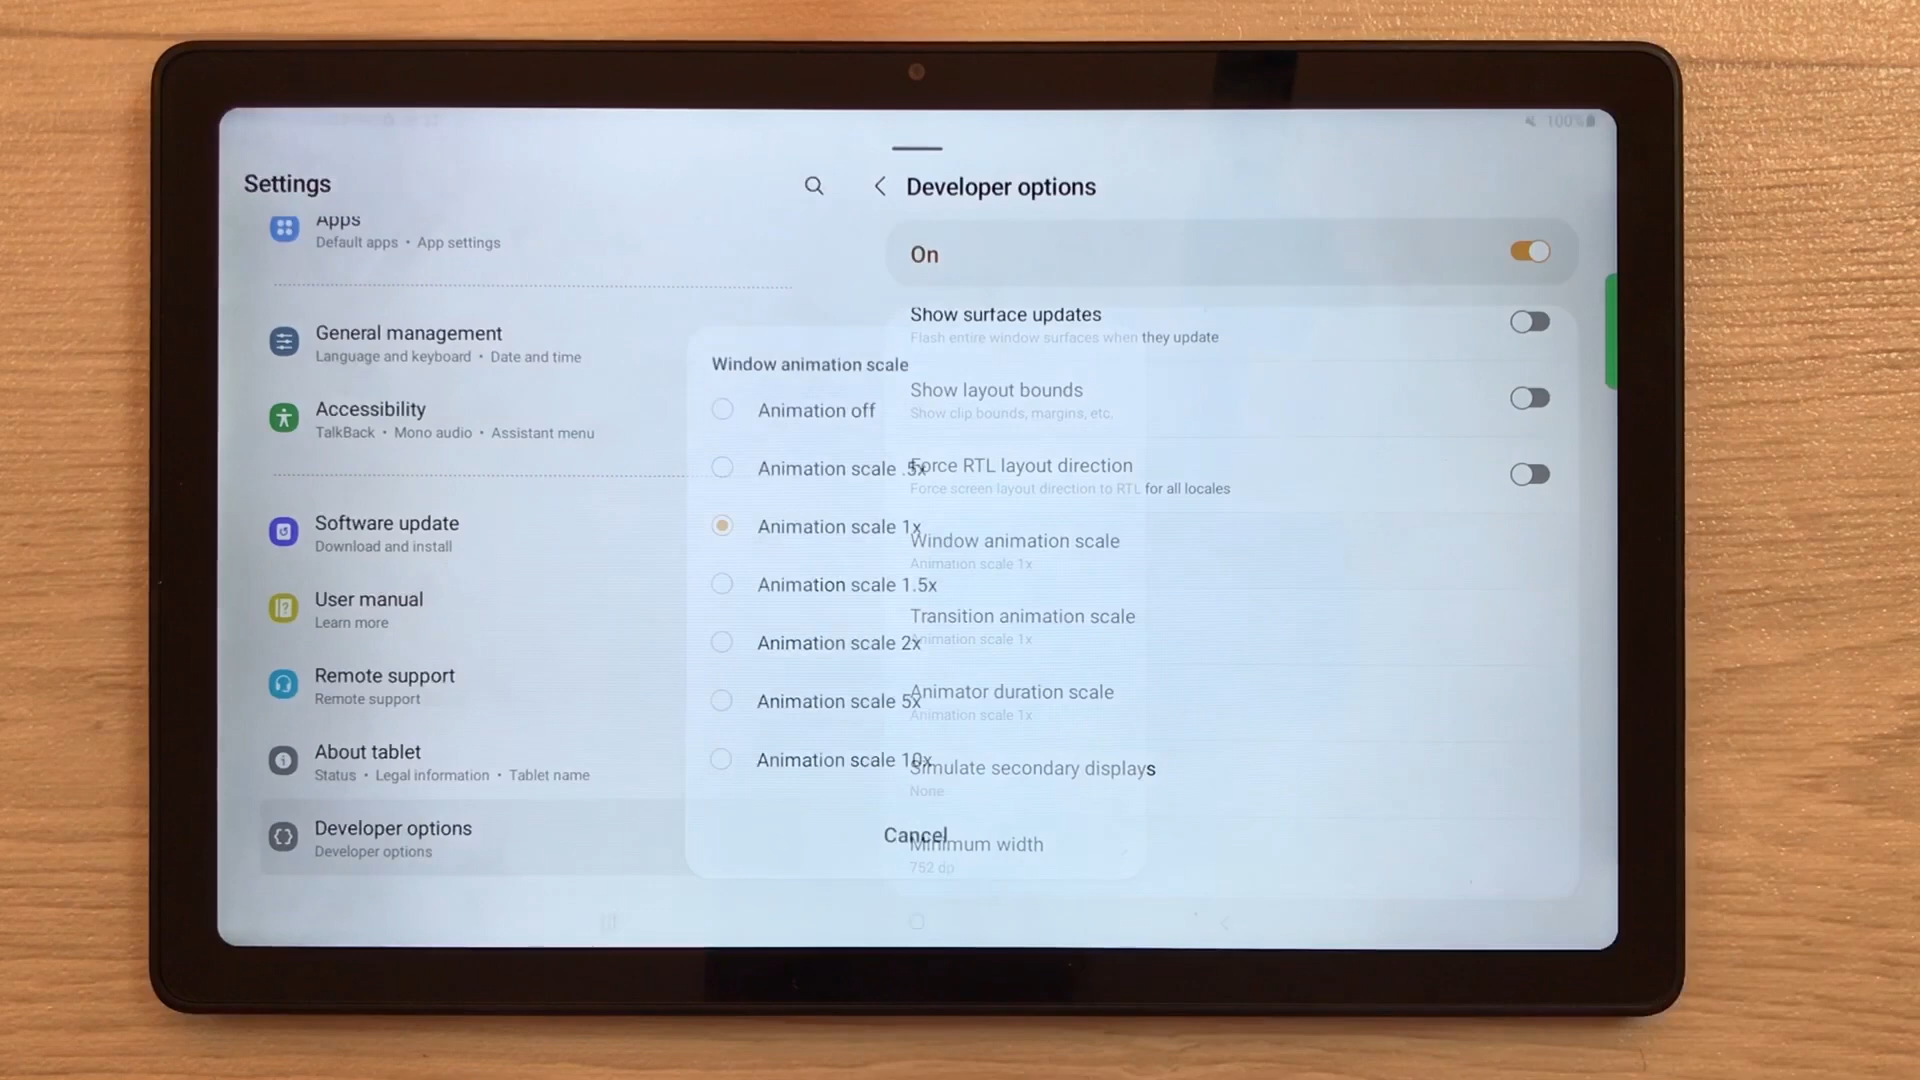 100%
Settings
Apps
Default apps • App settings
General management
Language and keyboard • Date and time
Accessibility
TalkBack • Mono audio • Assistant menu
Software update
Download and install
User manual
Learn more
Remote support
Remote support
About tablet
Status • Legal information • Tablet name
Developer options
Developer options
Window animation scale
Animation off
Animation scale .5x
Animation scale 1x
Animation scale 1.5x
Animation scale 2x
Animation scale 5x
Animation scale 10x
Cancel
Developer options
On
Show surface updates
Flash entire window surfaces when they update
Show layout bounds
Show clip bounds, margins, etc.
Force RTL layout direction
Force screen layout direction to RTL for all locales
Window animation scale
Animation scale 1x
Transition animation scale
Animation scale 1x
Animator duration scale
Animation scale 1x
Simulate secondary displays
None
Minimum width
752 dp